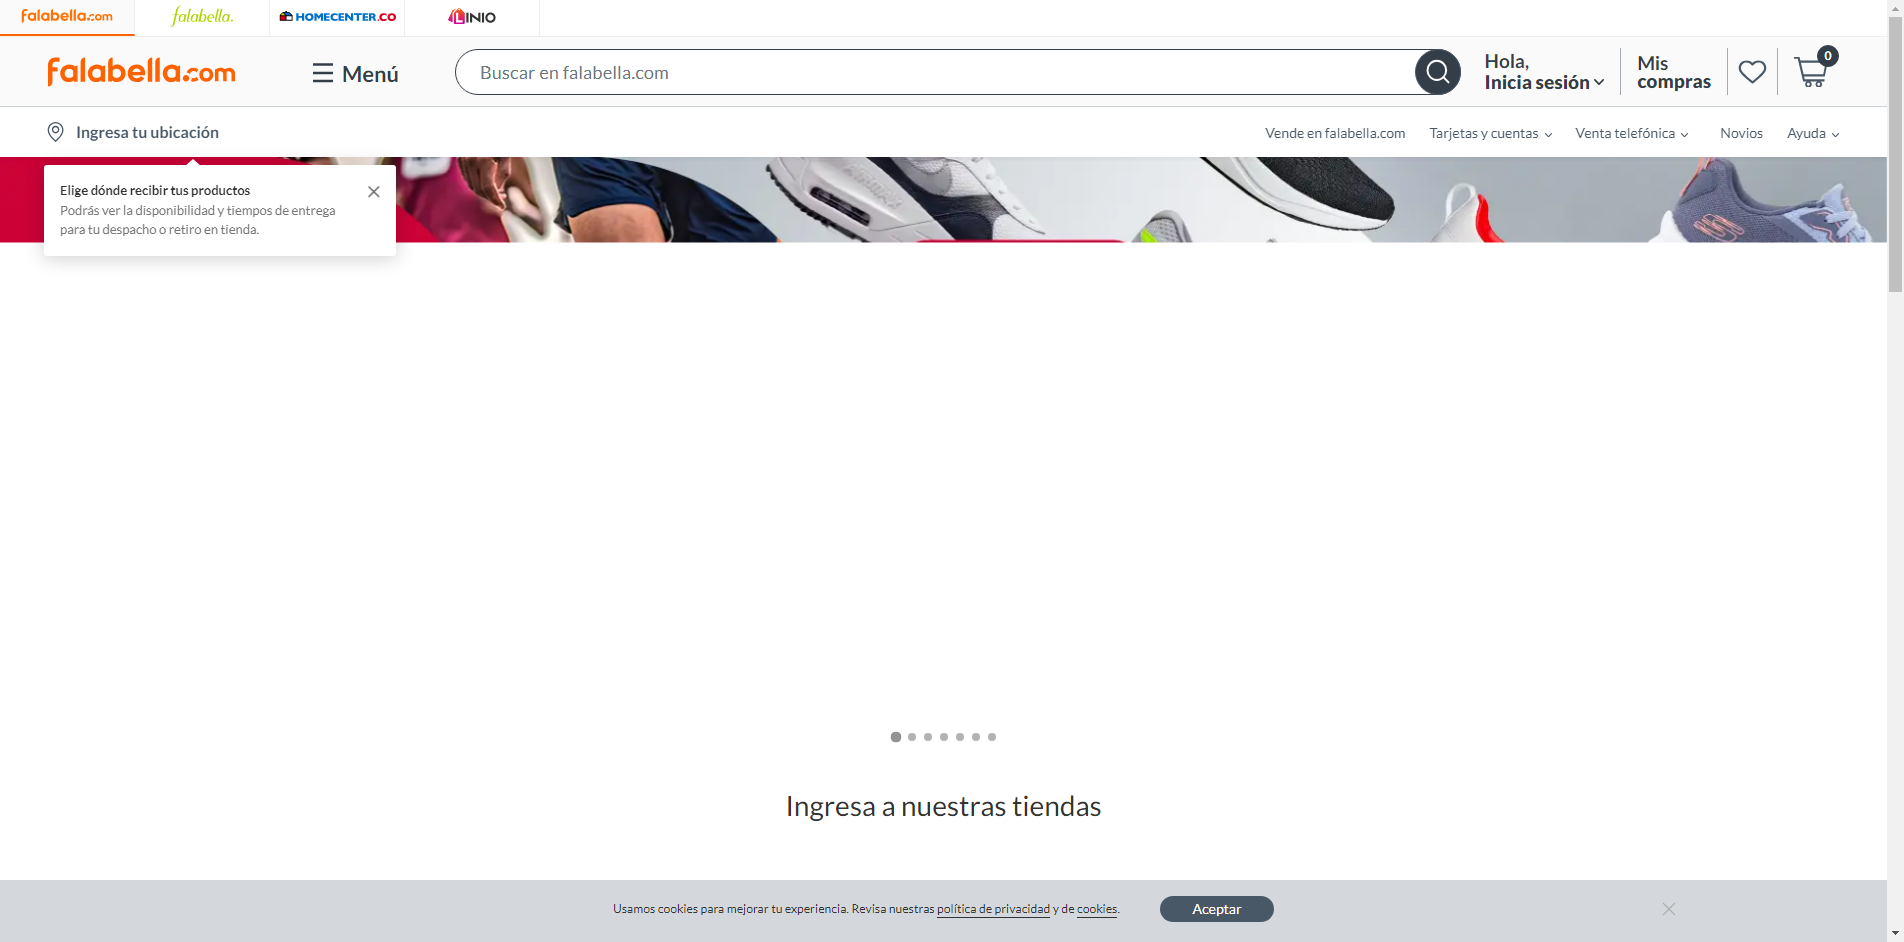 falabella.com
falabella.
HOMECENTER.CO
LINIO
falabella.com
Menú
Buscar en falabella.com
Hola,
Inicia sesión
Mis
compras
0
Ingresa tu ubicación
Vende en falabella.com
Tarjetas y cuentas
Venta telefónica
Novios
Ayuda
Elige dónde recibir tus productos
Podrás ver la disponibilidad y tiempos de entrega
para tu despacho o retiro en tienda.
Ingresa a nuestras tiendas
Usamos cookies para mejorar tu experiencia. Revisa nuestras política de privacidad y de cookies.
Aceptar